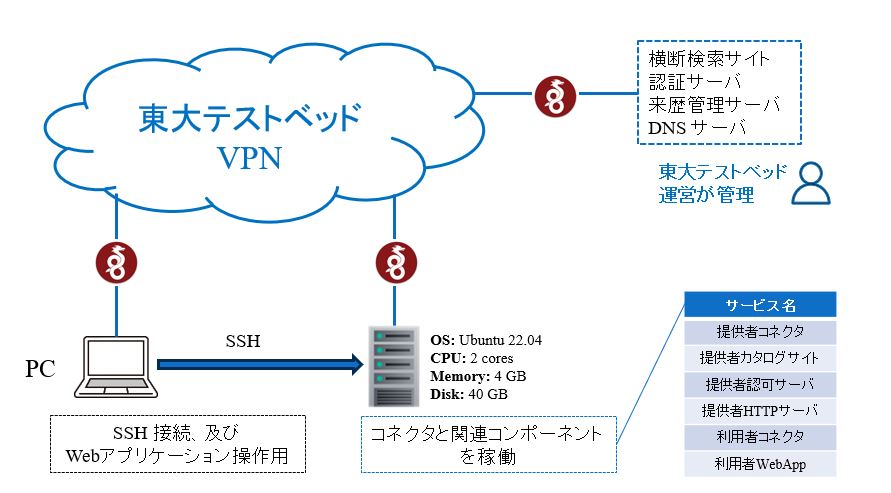 東大テストベッド
VPN
横断検索サイト
認証サーバ
来歴管理サーバ
DNS サーバ
東大テストベッド
運営が管理
PC
SSH
OS: Ubuntu 22.04
CPU: 2 cores
Memory: 4 GB
Disk: 40 GB
SSH 接続、及び
Webアプリケーション操作用
コネクタと関連コンポーネント
を稼働
サービス名
提供者コネクタ
提供者カタログサイト
提供者認可サーバ
提供者HTTPサーバ
利用者コネクタ
利用者WebApp